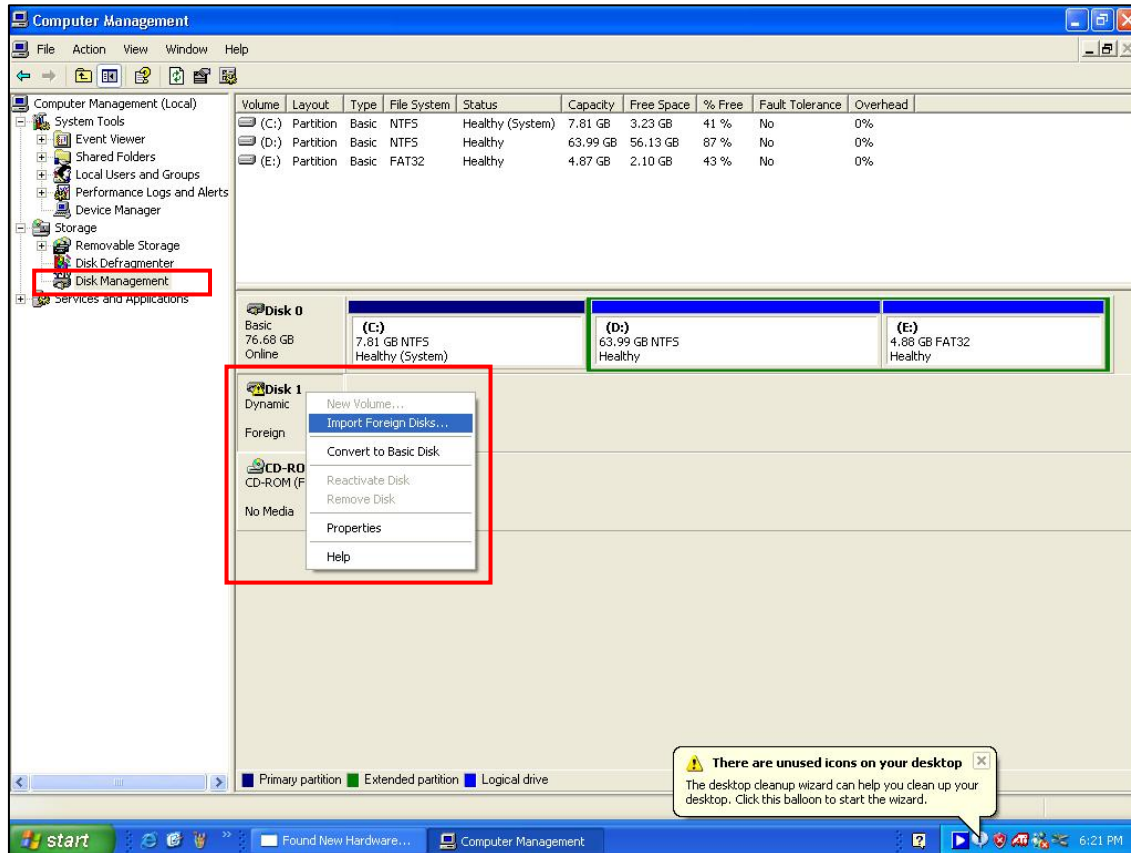 Computer Management
File Action View Window Help
Computer Management (Local)
System Tools
Event Viewer
Shared Folders
Local Users and Groups
Performance Logs and Alerts
Device Manager
Storage
Removable Storage
Disk Defragmenter
Disk Management
Services and Applications
Volume Layout Type File System Status Capacity Free Space % Free Fault Tolerance Overhead
(C:) Partition Basic NTFS Healthy (System) 7.81 GB 3.23 GB 41 % No 0%
(D:) Partition Basic NTFS Healthy 63.99 GB 56.13 GB 87 % No 0%
(E:) Partition Basic FAT32 Healthy 4.87 GB 2.10 GB 43 % No 0%
Disk 0
Basic
76.68 GB
Online
(C:)
7.81 GB NTFS
Healthy (System)
(D:)
63.99 GB NTFS
Healthy
(E:)
4.88 GB FAT32
Healthy
Disk 1
Dynamic
Foreign
CD-RO
CD-ROM (F
No Media
New Volume...
Import Foreign Disks...
Convert to Basic Disk
Reactivate Disk
Remove Disk
Properties
Help
Primary partition Extended partition Logical drive
There are unused icons on your desktop
The desktop cleanup wizard can help you clean up your
desktop. Click this balloon to start the wizard.
start
Found New Hardware...
Computer Management
6:21 PM